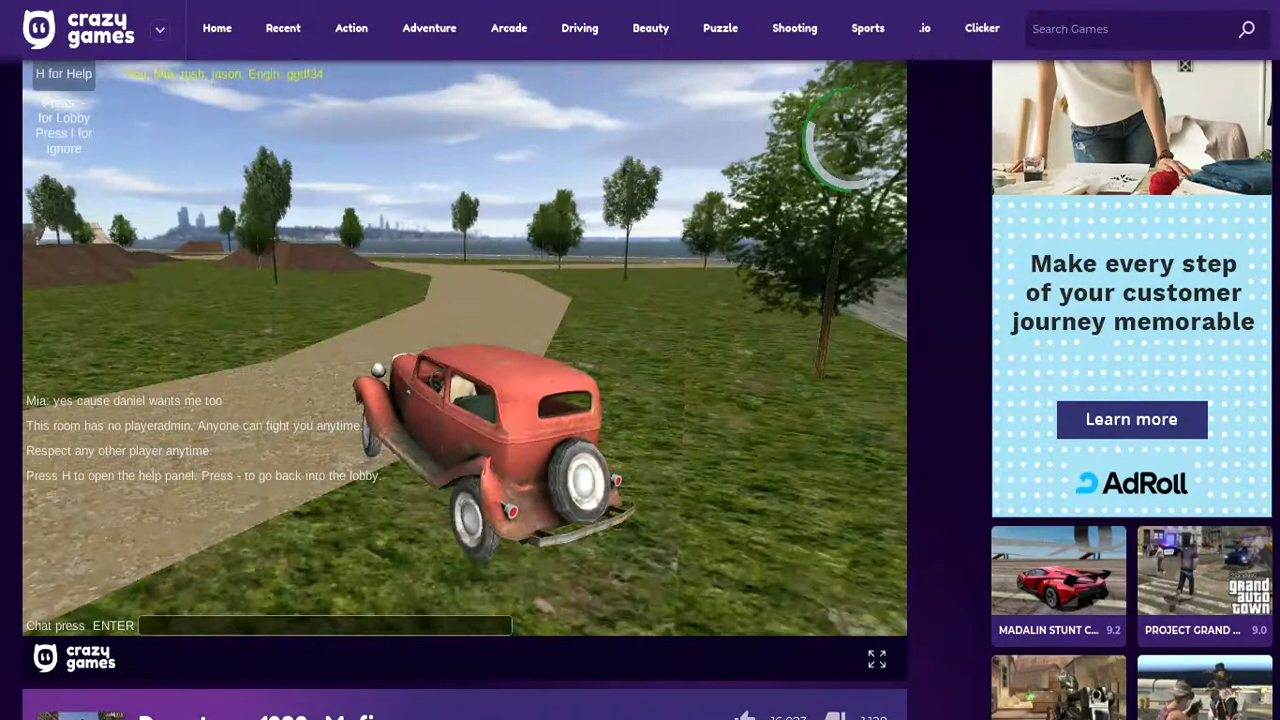 crazy games
Home
Recent
Action
Adventure
Arcade
Driving
Beauty
Puzzle
Shooting
Sports
.io
Clicker
Search Games
H for Help
jason, Engin, ggdf34
Press -
for Lobby
Press I for
Ignore
Mia: yes cause daniel wants me too
This room has no playeradmin. Anyone can fight you anytime.
Respect any other player anytime.
Press H to open the help panel. Press - to go back into the lobby.
Chat press ENTER
crazy games
Make every step
of your customer
journey memorable
Learn more
AdRoll
grand
auto
town
MADALIN STUNT C... 9.2
PROJECT GRAND ... 9.0